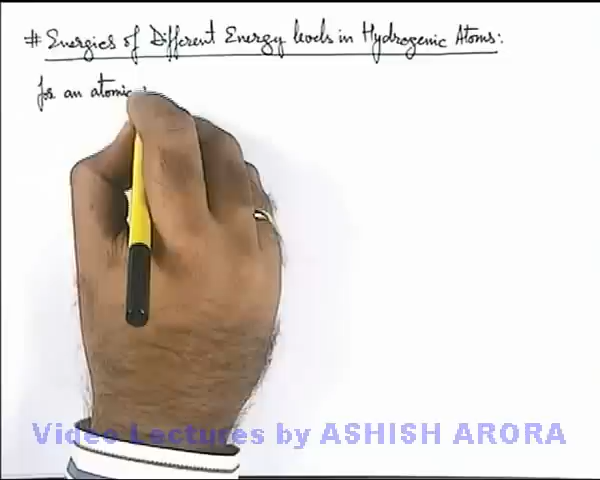 # Energies of Different Energy levels in Hydrogenic Atoms:
for an atomic
Video Lectures by ASHISH ARORA